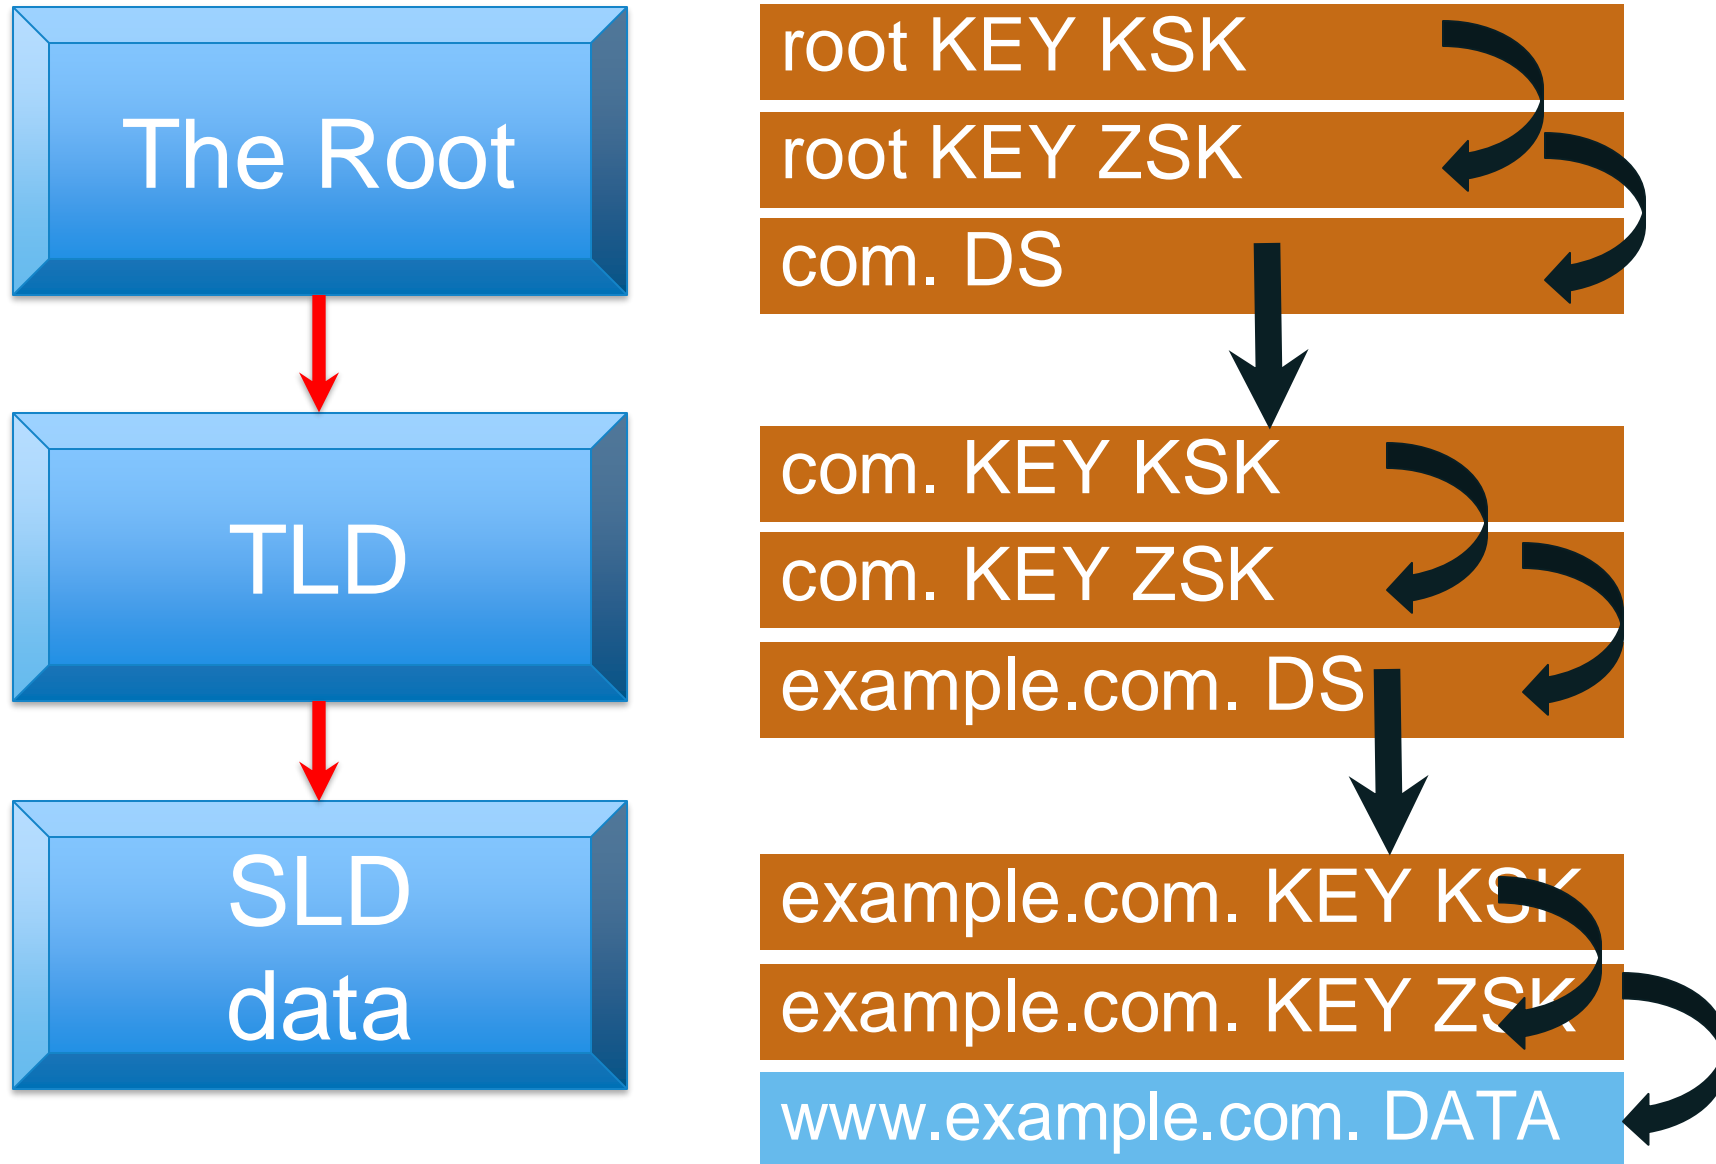 The Root
root KEY KSK
root KEY ZSK
com. DS
TLD
com. KEY KSK
com. KEY ZSK
example.com. DS
SLD
data
example.com. KEY KSK
example.com. KEY ZSK
www.example.com. DATA